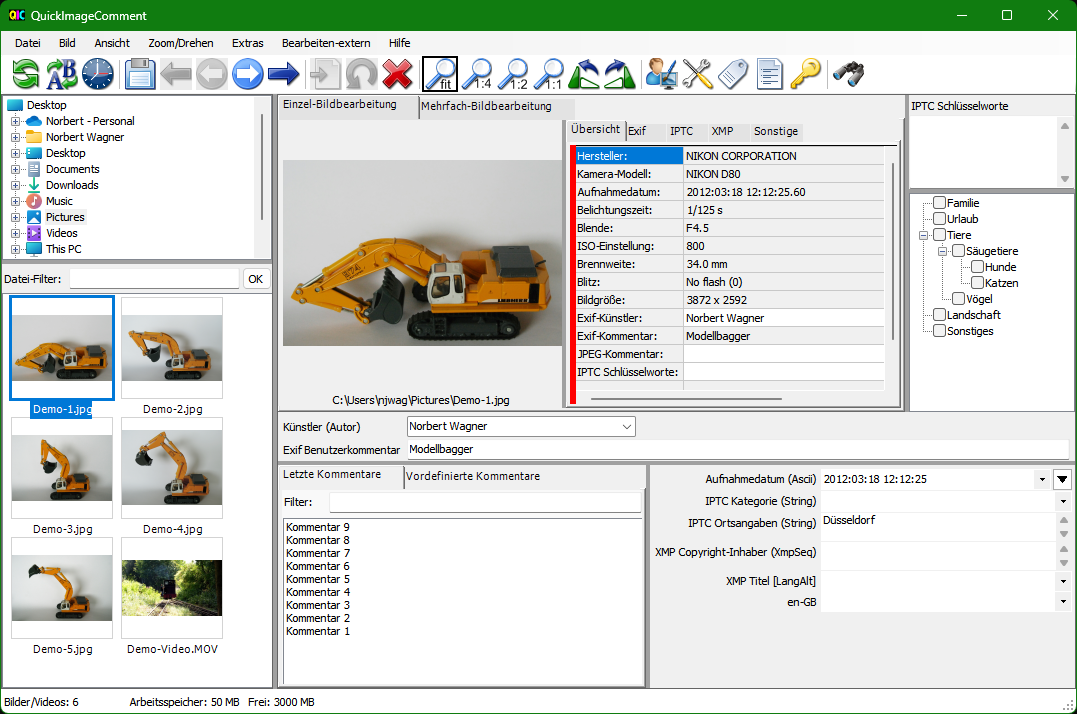 QIC QuickImageComment
Datei Bild Ansicht Zoom/Drehen Extras Bearbeiten-extern Hilfe
A B fit 1:4 1:2 1:1
Desktop
Norbert - Personal
Norbert Wagner
Desktop
Documents
Downloads
Music
Pictures
Videos
This PC
Datei-Filter: OK
Demo-1.jpg Demo-2.jpg
Demo-3.jpg Demo-4.jpg
Demo-5.jpg Demo-Video.MOV
Einzel-Bildbearbeitung Mehrfach-Bildbearbeitung
LIEBHERR
C:\Users\njwag\Pictures\Demo-1.jpg
Übersicht Exif IPTC XMP Sonstige
Hersteller: NIKON CORPORATION
Kamera-Modell: NIKON D80
Aufnahmedatum: 2012:03:18 12:12:25.60
Belichtungszeit: 1/125 s
Blende: F4.5
ISO-Einstellung: 800
Brennweite: 34.0 mm
Blitz: No flash (0)
Bildgröße: 3872 x 2592
Exif-Künstler: Norbert Wagner
Exif-Kommentar: Modellbagger
JPEG-Kommentar:
IPTC Schlüsselworte:
IPTC Schlüsselworte
Familie
Urlaub
Tiere
Säugetiere
Hunde
Katzen
Vögel
Landschaft
Sonstiges
Künstler (Autor) Norbert Wagner
Exif Benutzerkommentar Modellbagger
Letzte Kommentare Vordefinierte Kommentare
Filter:
Kommentar 9
Kommentar 8
Kommentar 7
Kommentar 6
Kommentar 5
Kommentar 4
Kommentar 3
Kommentar 2
Kommentar 1
Aufnahmedatum (Ascii) 2012:03:18 12:12:25
IPTC Kategorie (String)
IPTC Ortsangaben (String) Düsseldorf
XMP Copyright-Inhaber (XmpSeq)
XMP Titel [LangAlt]
en-GB
Bilder/Videos: 6 Arbeitsspeicher: 50 MB Frei: 3000 MB